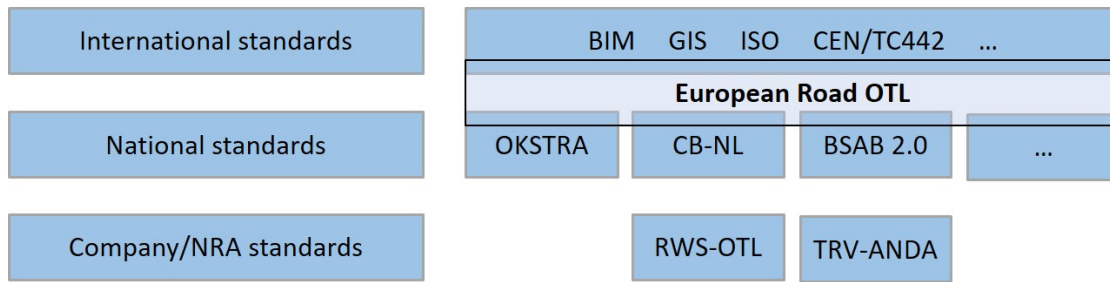 International standards
BIM GIS ISO CEN/TC442 ...
European Road OTL
National standards
OKSTRA CB-NL BSAB 2.0 ...
Company/NRA standards
RWS-OTL TRV-ANDA